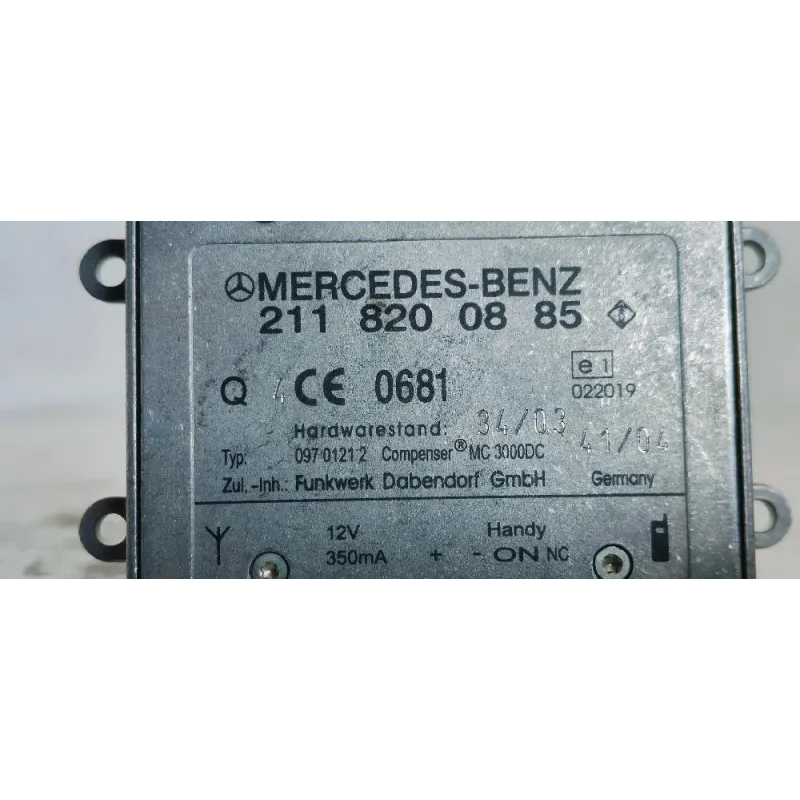 MERCEDES-BENZ
211 820 08 85
Q 4 CE 0681 e1
022019
Hardwarestand: 34/03 41/04
Typ: 097 0121 2 Compenser® MC 3000DC
Zul.-Inh.: Funkwerk Dabendorf GmbH Germany
12V Handy
350mA + - ON NC